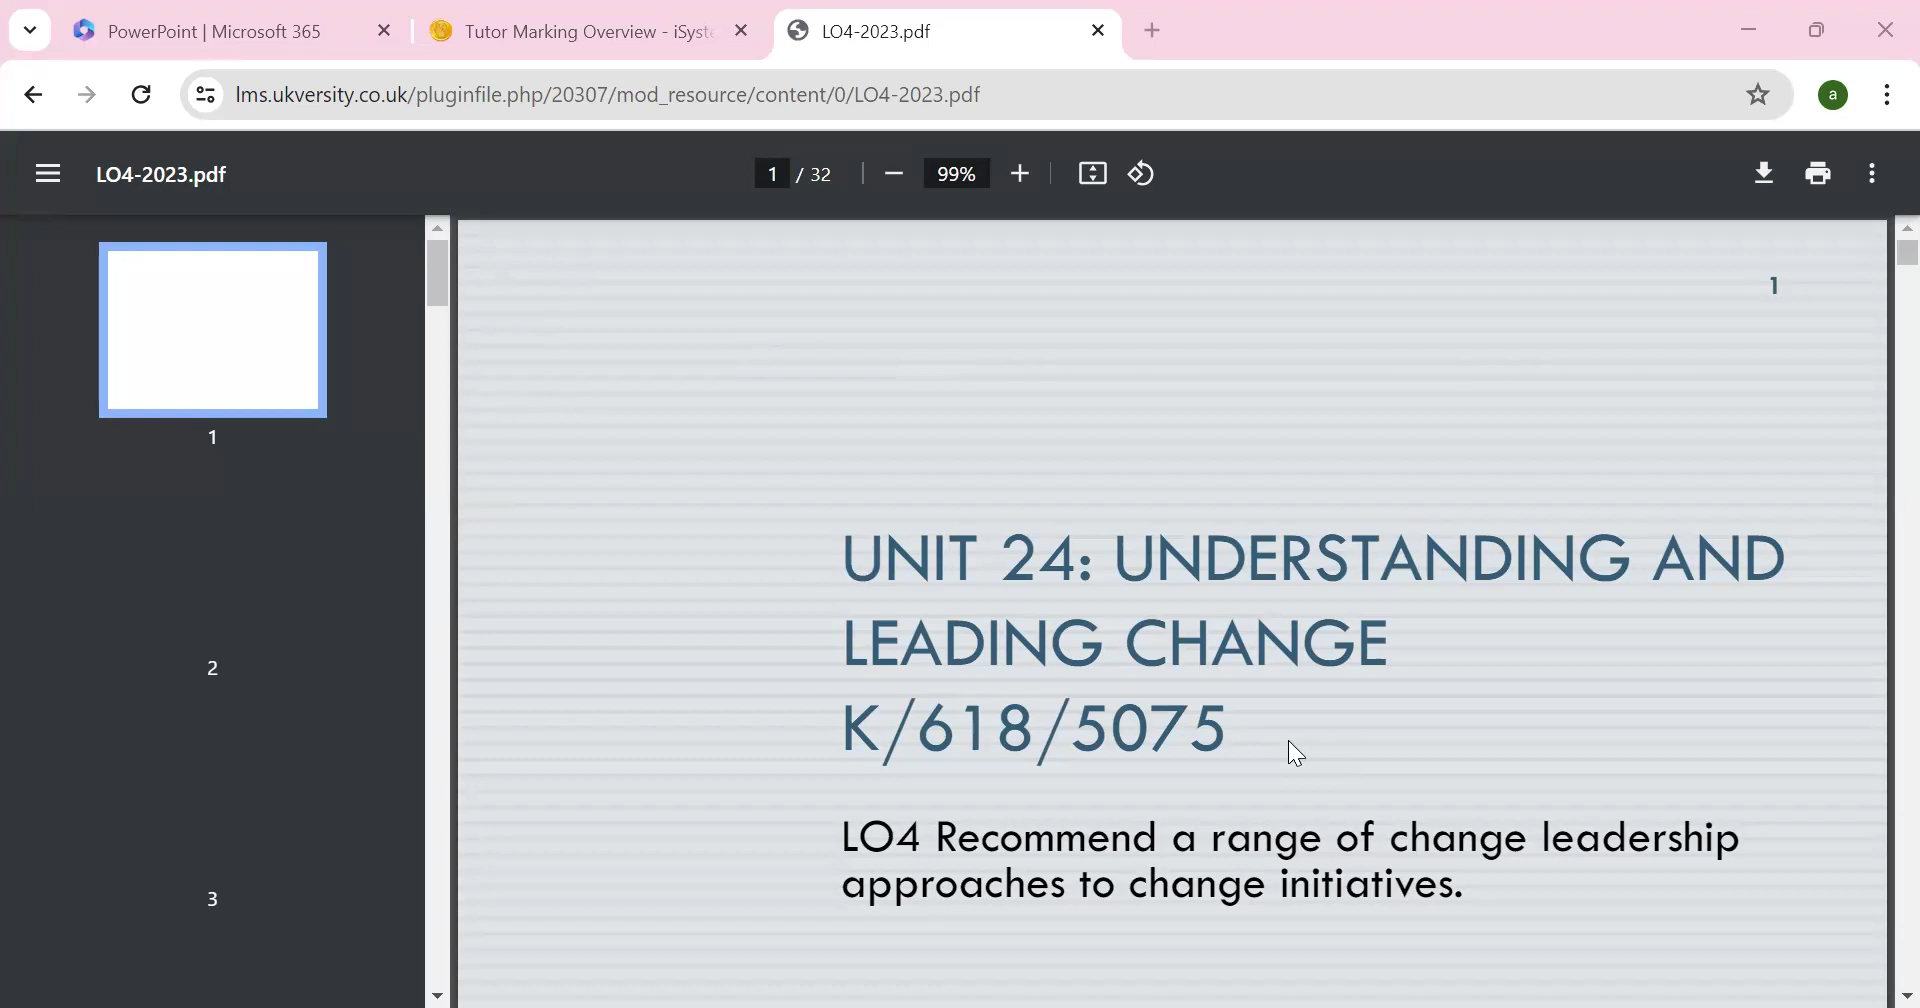 PowerPoint | Microsoft 365
Tutor Marking Overview - iSyst
LO4-2023.pdf
lms.ukversity.co.uk/pluginfile.php/20307/mod_resource/content/0/LO4-2023.pdf
a
LO4-2023.pdf
1 / 32
99%
1
2
3
1
UNIT 24: UNDERSTANDING AND
LEADING CHANGE
K/618/5075
LO4 Recommend a range of change leadership
approaches to change initiatives.